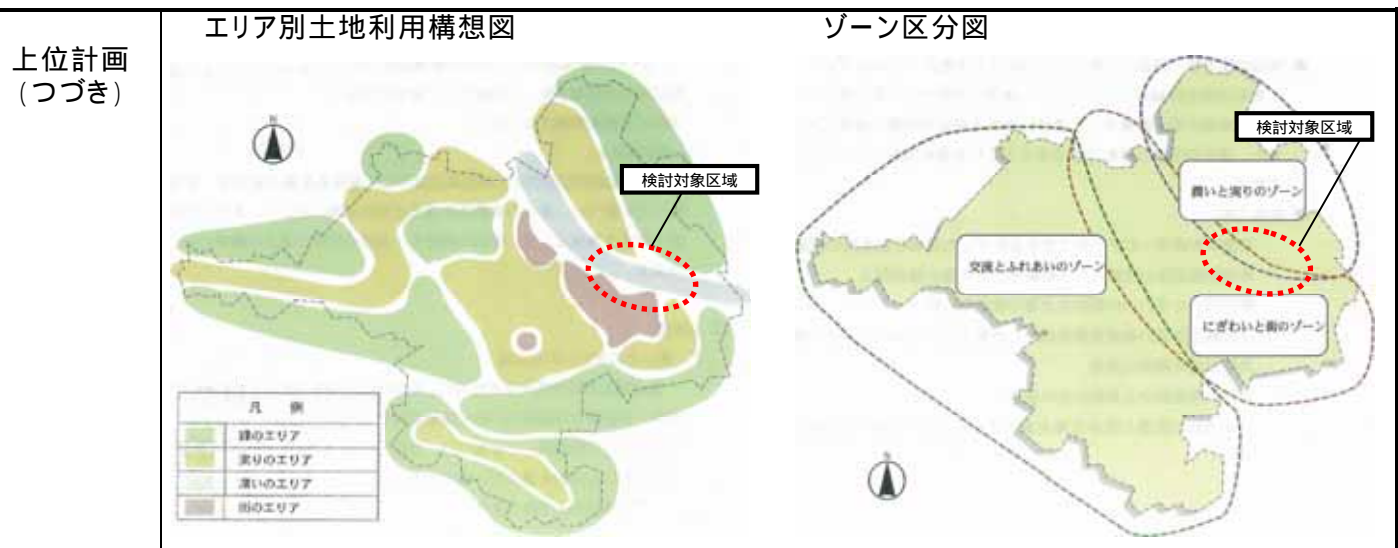 上位計画
(つづき)
エリア別土地利用構想図
N
検討対象区域
凡 例
緑のエリア
実りのエリア
潤いのエリア
街のエリア
ゾーン区分図
検討対象区域
潤いと実りのゾーン
交流とふれあいのゾーン
にぎわいと街のゾーン
N